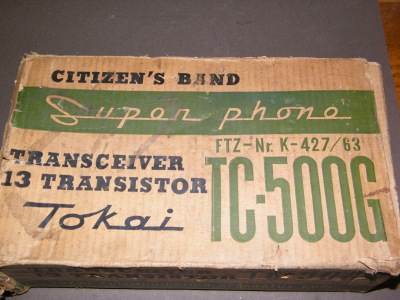 CITIZEN'S BAND
Super phone
FTZ-Nr. K-427/63
TRANSCEIVER
13 TRANSISTOR
TC-500G
Tokai